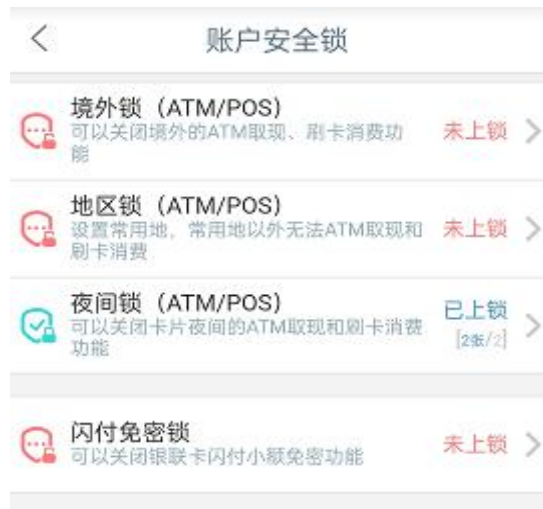 账户安全锁
境外锁（ATM/POS）
可以关闭境外的ATM取现、刷卡消费功
能
未上锁
地区锁（ATM/POS）
设置常用地，常用地以外无法ATM取现和
刷卡消费
未上锁
夜间锁（ATM/POS）
可以关闭卡片夜间的ATM取现和刷卡消费
功能
已上锁
[2张/2]
闪付免密锁
可以关闭银联卡闪付小额免密功能
未上锁